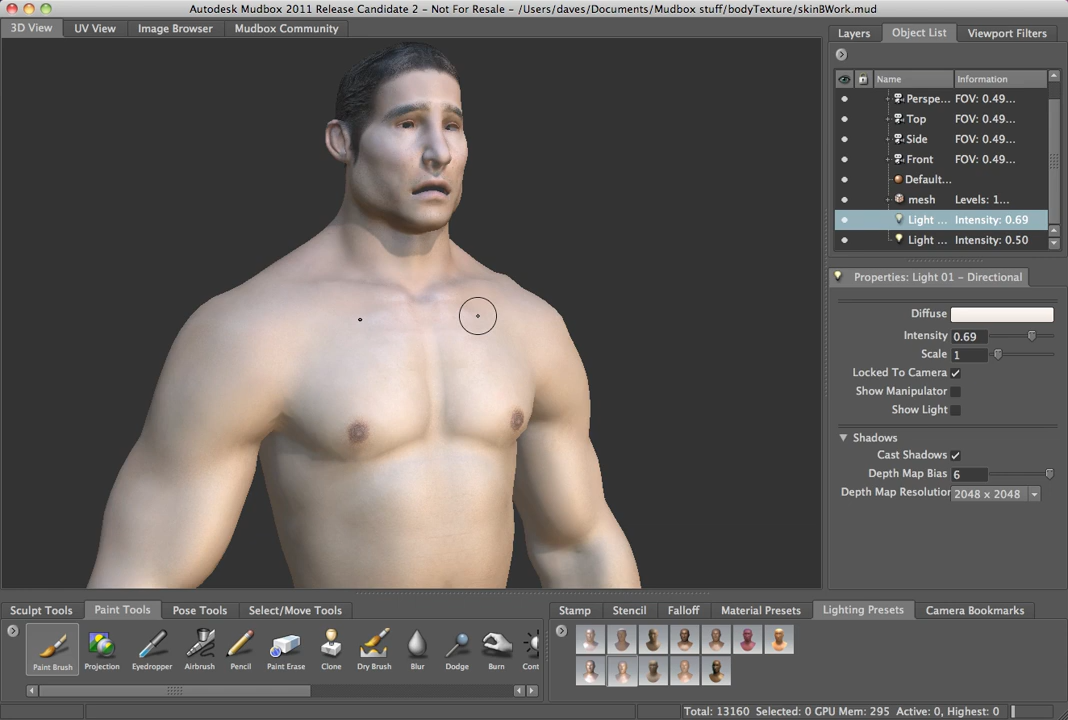 Autodesk Mudbox 2011 Release Candidate 2 - Not For Resale - /Users/daves/Documents/Mudbox stuff/bodyTexture/skinBWork.mud
3D View UV View Image Browser Mudbox Community
Layers Object List Viewport Filters
Name Information
Perspe... FOV: 0.49...
Top FOV: 0.49...
Side FOV: 0.49...
Front FOV: 0.49...
Default...
mesh Levels: 1...
Light ... Intensity: 0.69
Light ... Intensity: 0.50
Properties: Light 01 - Directional
Diffuse
Intensity 0.69
Scale 1
Locked To Camera
Show Manipulator
Show Light
Shadows
Cast Shadows
Depth Map Bias 6
Depth Map Resolution 2048 x 2048
Sculpt Tools Paint Tools Pose Tools Select/Move Tools
Stamp Stencil Falloff Material Presets Lighting Presets Camera Bookmarks
Paint Brush Projection Eyedropper Airbrush Pencil Paint Erase Clone Dry Brush Blur Dodge Burn Cont
Total: 13160 Selected: 0 GPU Mem: 295 Active: 0, Highest: 0